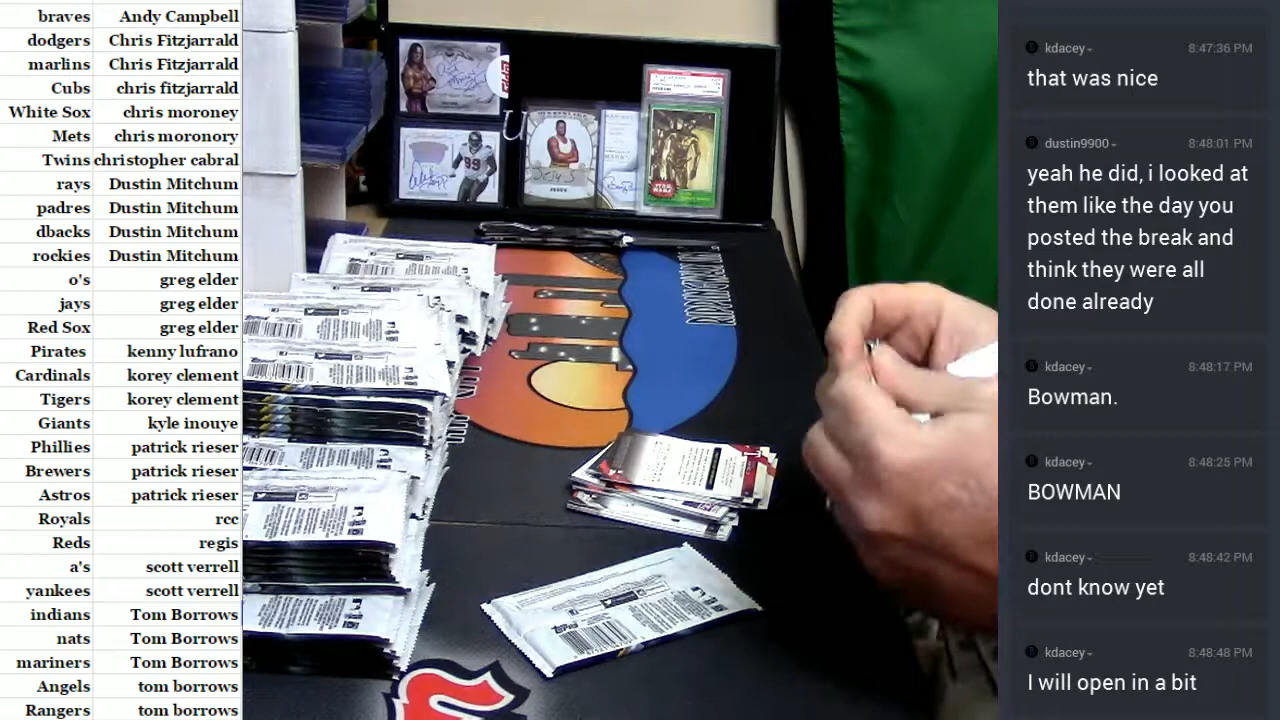 braves Andy Campbell
dodgers Chris Fitzjarrald
marlins Chris Fitzjarrald
Cubs chris fitzjarrald
White Sox chris moroney
Mets chris moronory
Twins christopher cabral
rays Dustin Mitchum
padres Dustin Mitchum
dbacks Dustin Mitchum
rockies Dustin Mitchum
o's greg elder
jays greg elder
Red Sox greg elder
Pirates kenny lufrano
Cardinals korey clement
Tigers korey clement
Giants kyle inouye
Phillies patrick rieser
Brewers patrick rieser
Astros patrick rieser
Royals rcc
Reds regis
a's scott verrell
yankees scott verrell
indians Tom Borrows
nats Tom Borrows
mariners Tom Borrows
Angels tom borrows
Rangers tom borrows
99
STAR WARS
kdacey 8:47:36 PM
that was nice
dustin9900 8:48:01 PM
yeah he did, i looked at
them like the day you
posted the break and
think they were all
done already
kdacey 8:48:17 PM
Bowman.
kdacey 8:48:25 PM
BOWMAN
kdacey 8:48:42 PM
dont know yet
kdacey 8:48:48 PM
I will open in a bit